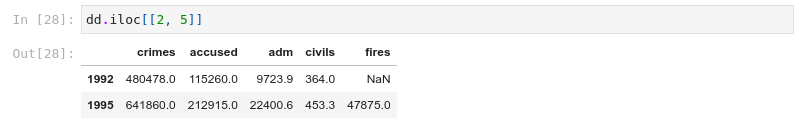 In [28]: dd.iloc[[2, 5]]
Out[28]:
crimes accused adm civils fires
1992 480478.0 115260.0 9723.9 364.0 NaN
1995 641860.0 212915.0 22400.6 453.3 47875.0